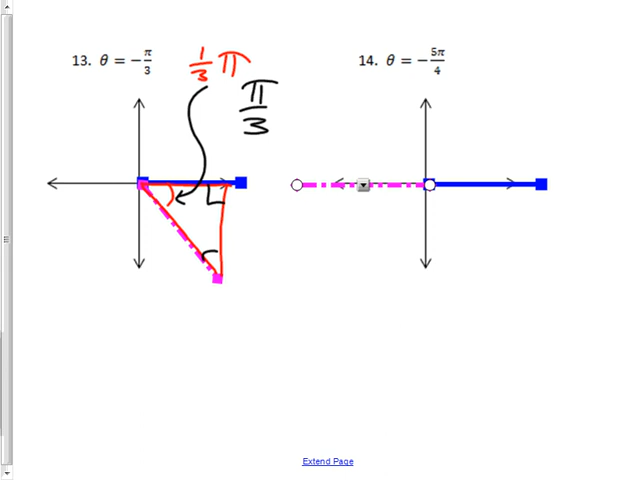 13. θ = −π/3
1/3 π
π/3
14. θ = −5π/4
Extend Page